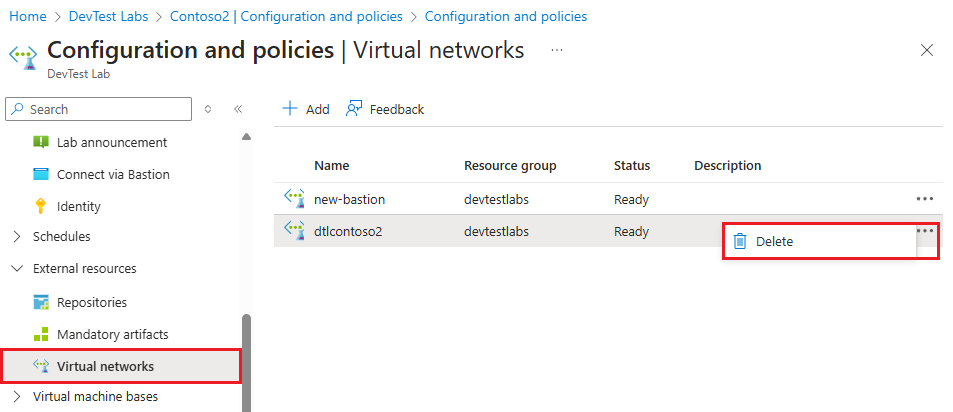 Home > DevTest Labs > Contoso2 | Configuration and policies > Configuration and policies
Configuration and policies | Virtual networks ...
DevTest Lab
Search
Add Feedback
Lab announcement
Connect via Bastion
Identity
Schedules
External resources
Repositories
Mandatory artifacts
Virtual networks
Virtual machine bases
Name Resource group Status Description
new-bastion devtestlabs Ready
dtlcontoso2 devtestlabs Ready
Delete